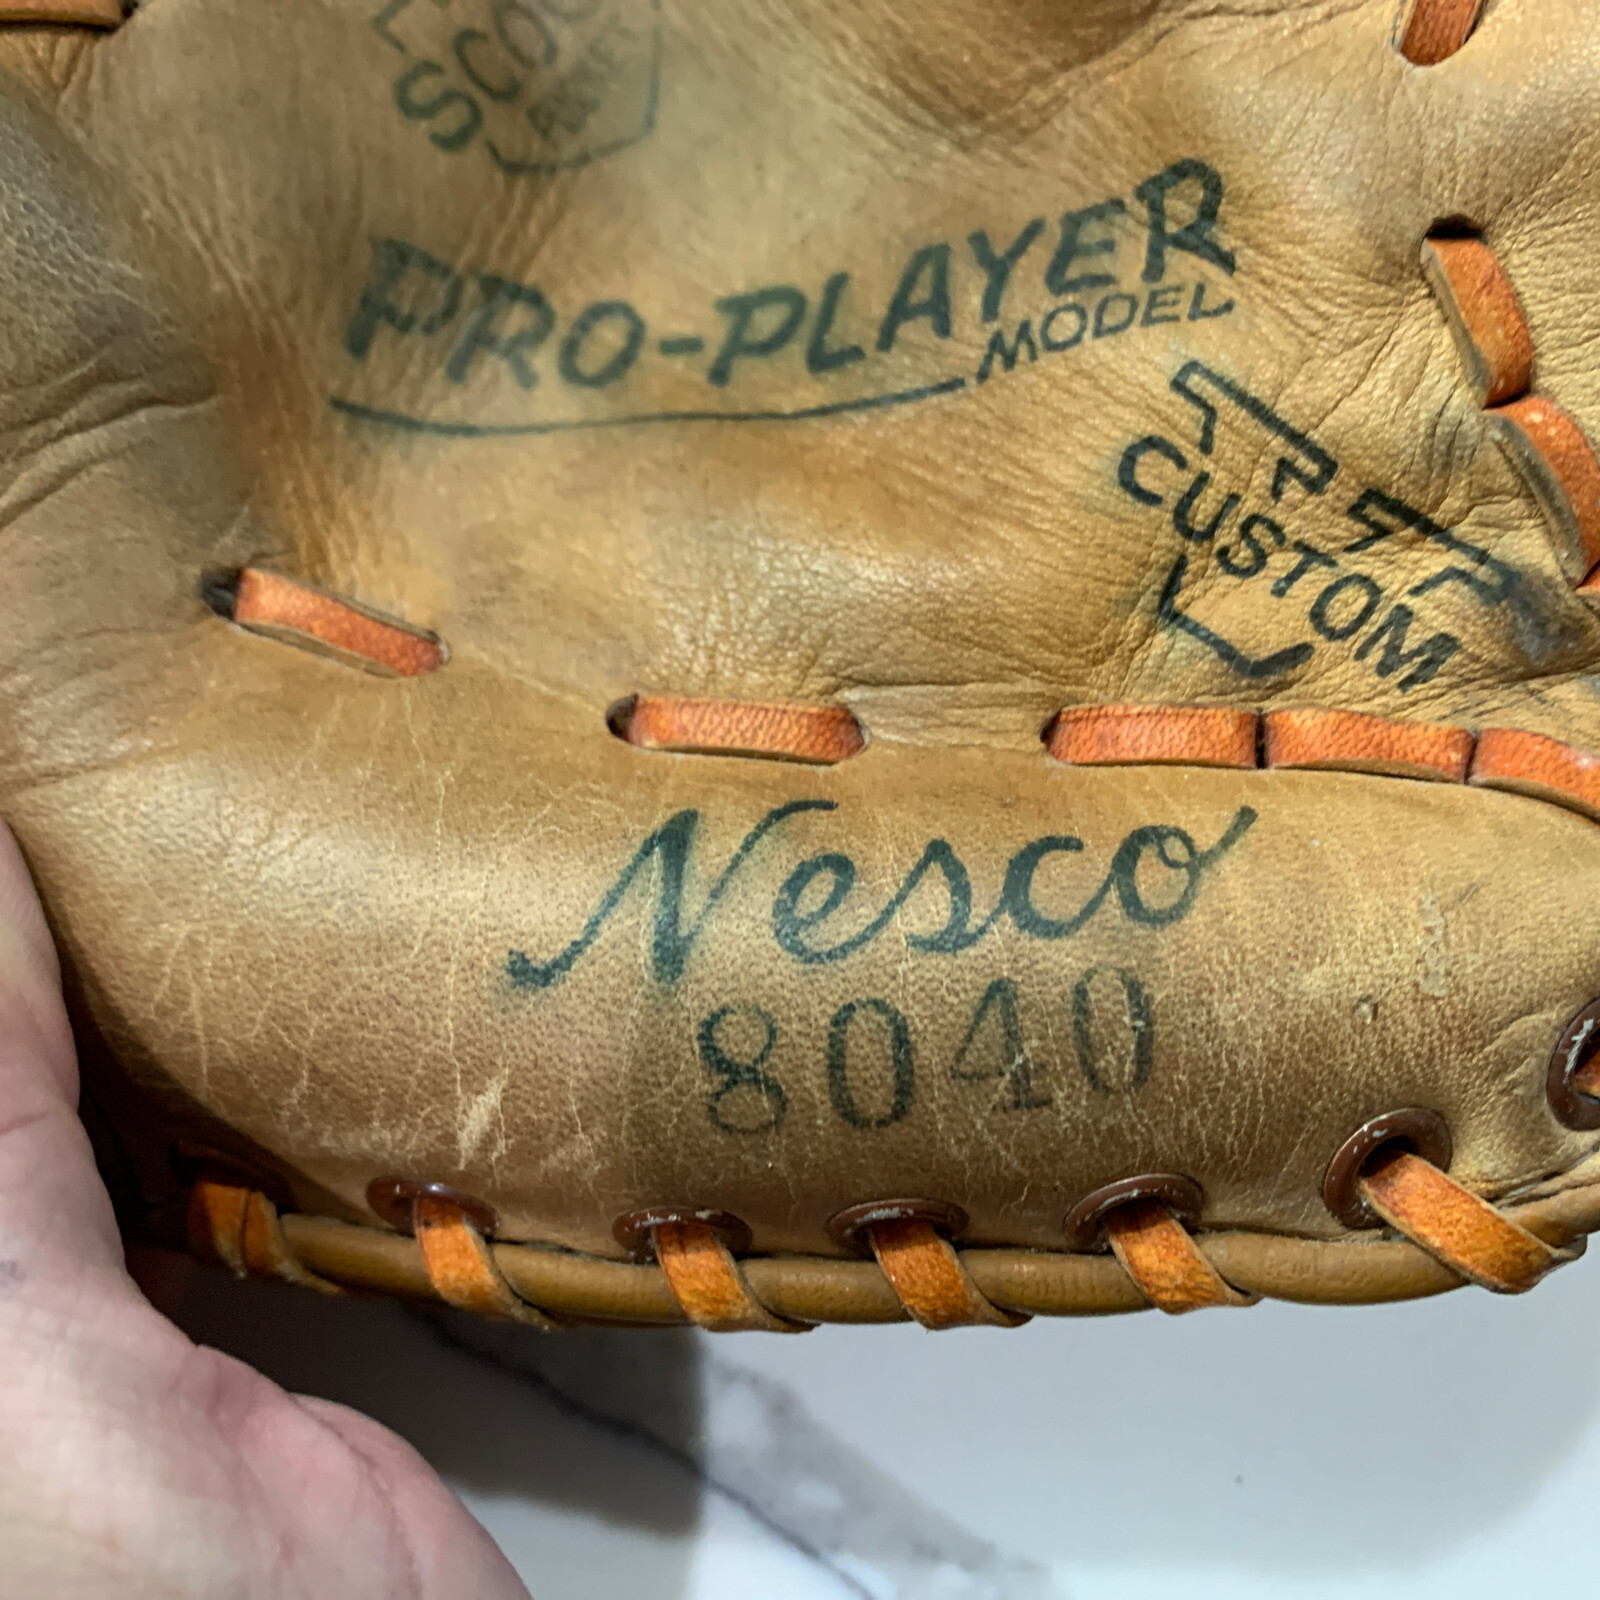 PRO-PLAYER
MODEL
CUSTOM
Nesco
8040